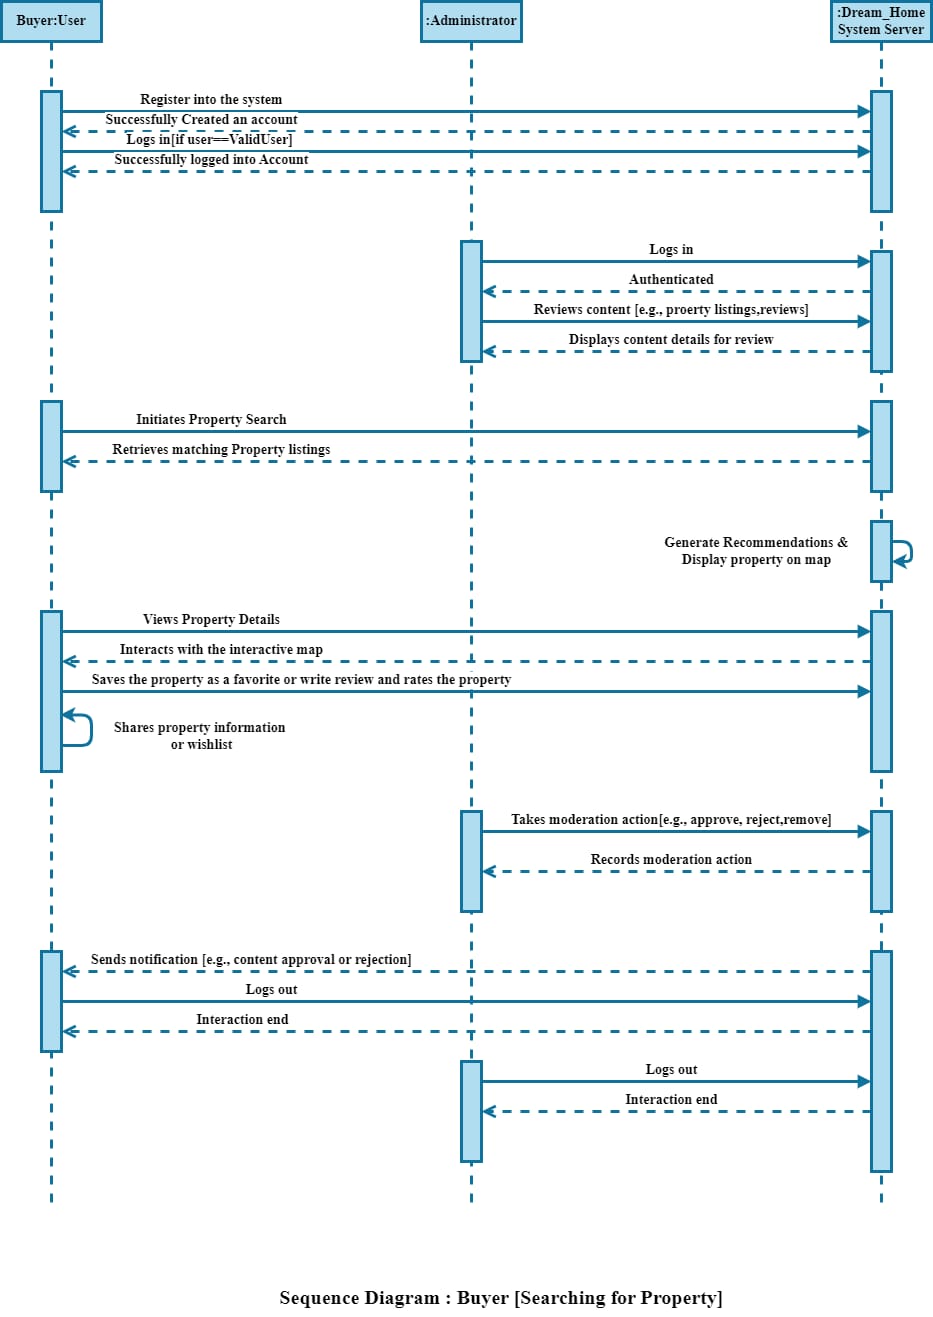 Buyer:User
:Administrator
:Dream_Home
System Server
Register into the system
Successfully Created an account
Logs in[if user==ValidUser]
Successfully logged into Account
Logs in
Authenticated
Reviews content [e.g., proerty listings,reviews]
Displays content details for review
Initiates Property Search
Retrieves matching Property listings
Generate Recommendations &
Display property on map
Views Property Details
Interacts with the interactive map
Saves the property as a favorite or write review and rates the property
Shares property information
or wishlist
Takes moderation action[e.g., approve, reject,remove]
Records moderation action
Sends notification [e.g., content approval or rejection]
Logs out
Interaction end
Logs out
Interaction end
Sequence Diagram : Buyer [Searching for Property]